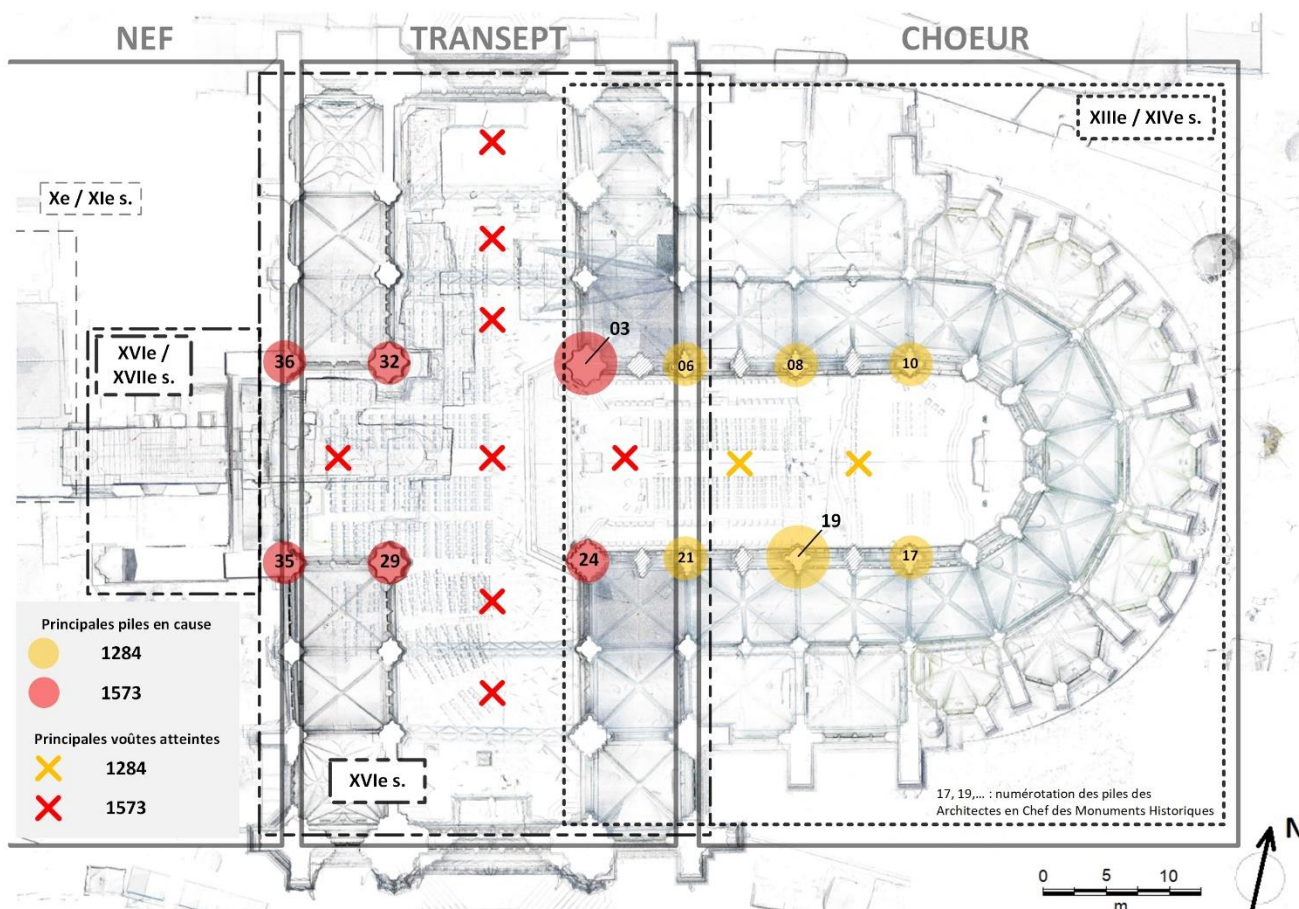 NEF
TRANSEPT
CHOEUR
XIIIe / XIVe s.
Xe / XIe s.
XVIe /
XVIIe s.
03
36
32
06
08
10
19
35
29
24
21
17
Principales piles en cause
1284
1573
Principales voûtes atteintes
1284
1573
XVIe s.
17, 19,... : numérotation des piles des
Architectes en Chef des Monuments Historiques
N
0 5 10
m